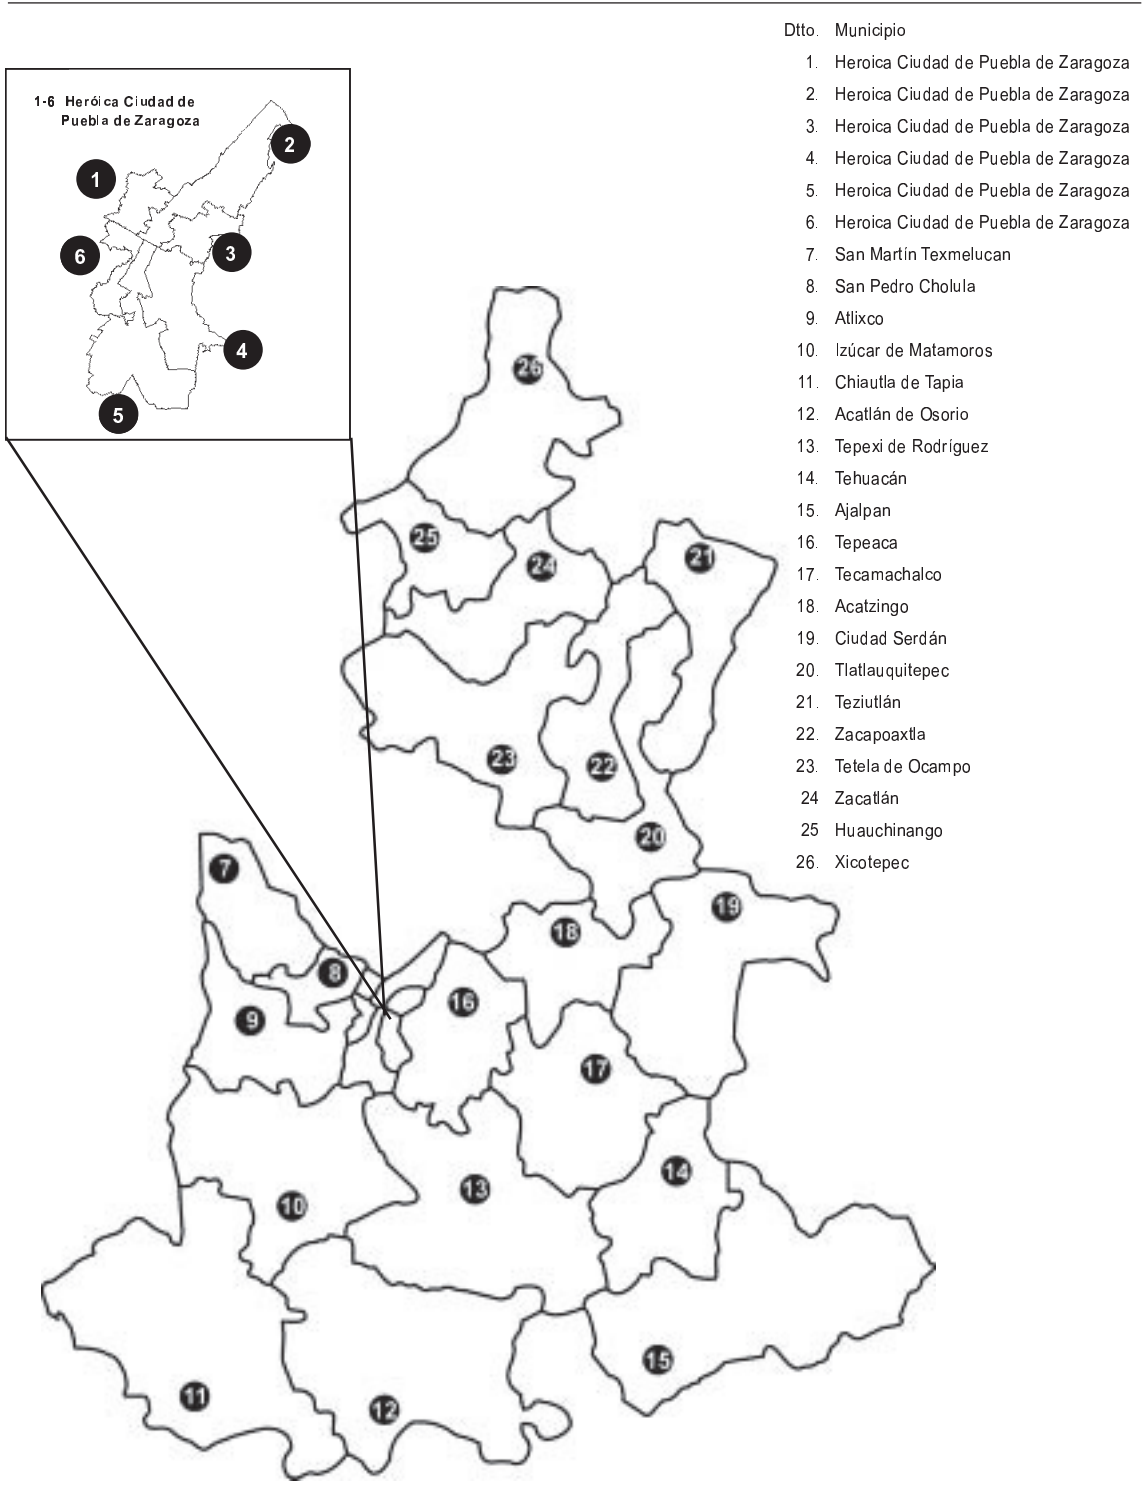 Dtto. Municipio
1. Heroica Ciudad de Puebla de Zaragoza
2. Heroica Ciudad de Puebla de Zaragoza
3. Heroica Ciudad de Puebla de Zaragoza
4. Heroica Ciudad de Puebla de Zaragoza
5. Heroica Ciudad de Puebla de Zaragoza
6. Heroica Ciudad de Puebla de Zaragoza
7. San Martín Texmelucan
8. San Pedro Cholula
9. Atlixco
10. Izúcar de Matamoros
11. Chiautla de Tapia
12. Acatlán de Osorio
13. Tepexi de Rodríguez
14. Tehuacán
15. Ajalpan
16. Tepeaca
17. Tecamachalco
18. Acatzingo
19. Ciudad Serdán
20. Tlatlauquitepec
21. Teziutlán
22. Zacapoaxtla
23. Tetela de Ocampo
24 Zacatlán
25 Huauchinango
26. Xicotepec
1-6 Heróica Ciudad de
Puebla de Zaragoza
2
1
3
6
4
5
26
25
24
21
23
22
20
7
19
18
8
16
9
17
14
13
10
15
11
12